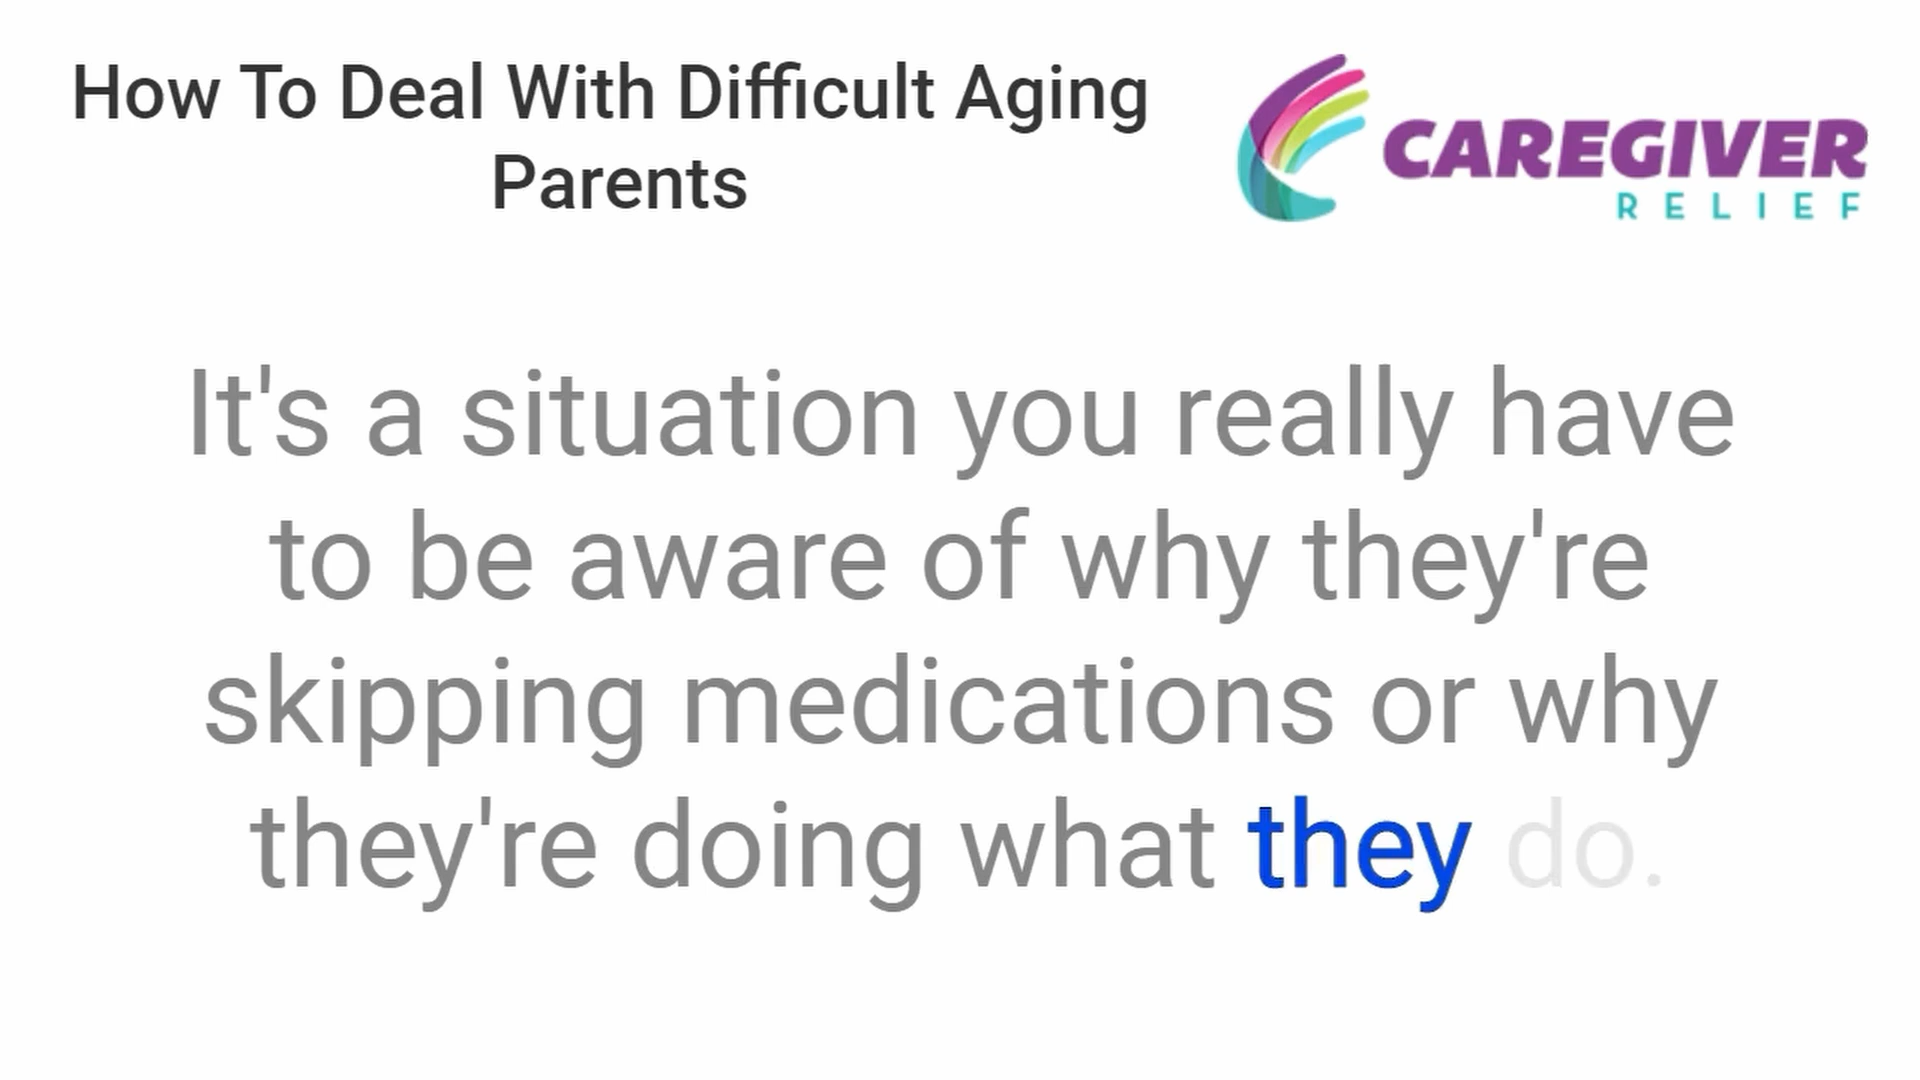 How To Deal With Difficult Aging
Parents
CAREGIVER
RELIEF
It's a situation you really have
to be aware of why they're
skipping medications or why
they're doing what they do.